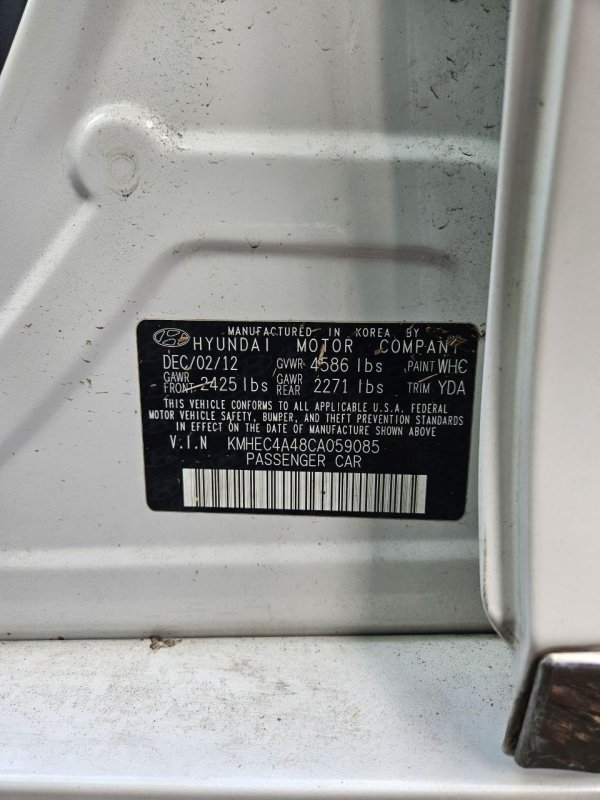 MANUFACTURED IN KOREA BY
HYUNDAI MOTOR COMPANY
DEC/02/12 GVWR 4586 lbs PAINT WHC
GAWR FRONT 2425 lbs GAWR REAR 2271 lbs TRIM YDA
THIS VEHICLE CONFORMS TO ALL APPLICABLE U.S.A. FEDERAL
MOTOR VEHICLE SAFETY, BUMPER, AND THEFT PREVENTION STANDARDS
IN EFFECT ON THE DATE OF MANUFACTURE SHOWN ABOVE
V.I.N KMHEC4A48CA059085
PASSENGER CAR